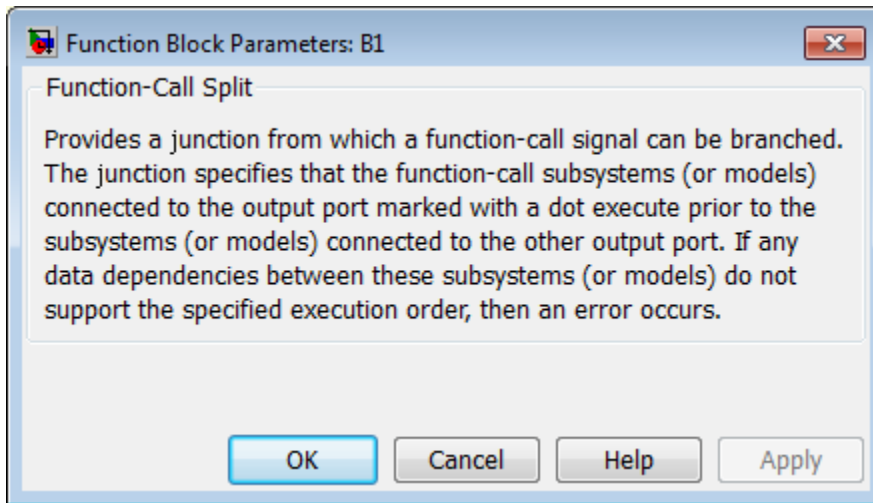 Function Block Parameters: B1
Function-Call Split
Provides a junction from which a function-call signal can be branched.
The junction specifies that the function-call subsystems (or models)
connected to the output port marked with a dot execute prior to the
subsystems (or models) connected to the other output port. If any
data dependencies between these subsystems (or models) do not
support the specified execution order, then an error occurs.
OK Cancel Help Apply